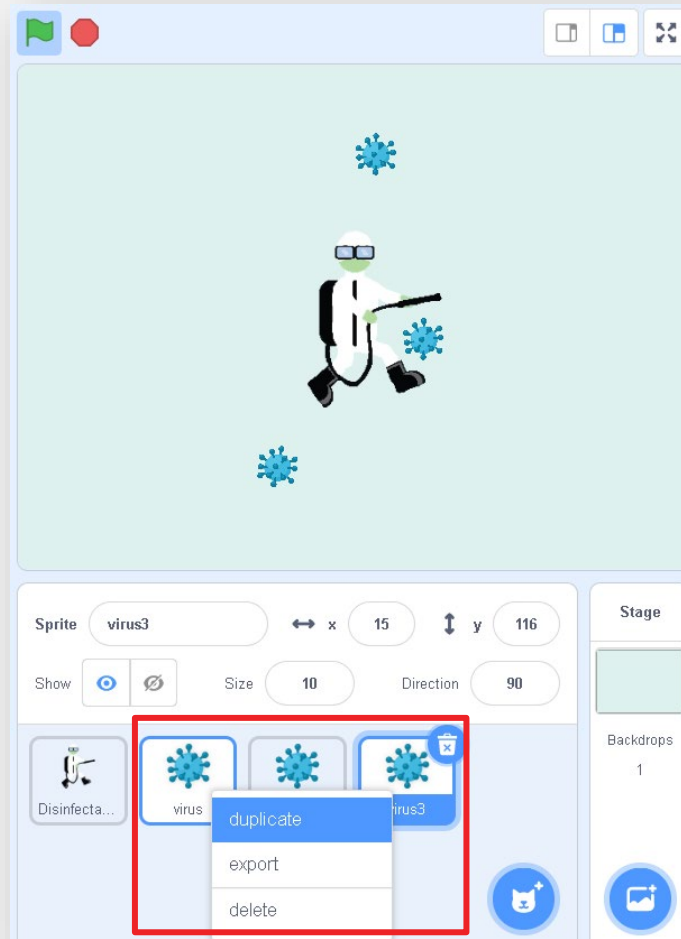 Sprite virus3 x 15 y 116 Stage
Show Size 10 Direction 90
Backdrops
1
Disinfecta... virus virus3
duplicate
export
delete